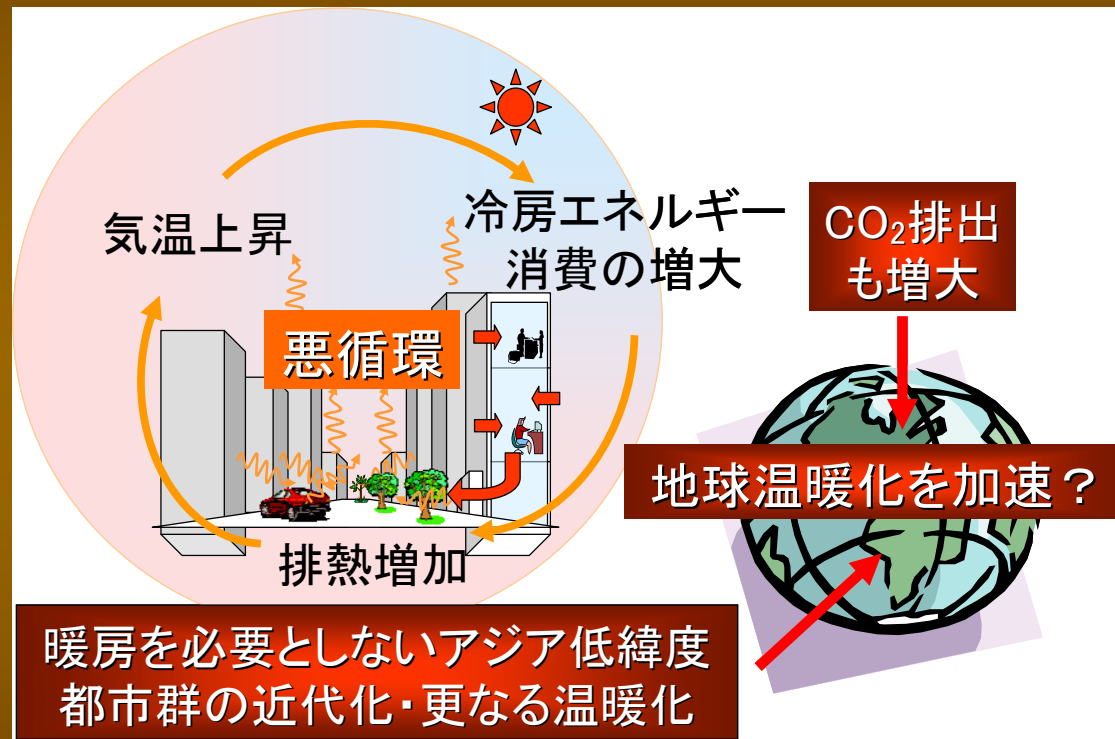 気温上昇
冷房エネルギー
消費の増大
悪循環
排熱増加
CO₂排出
も増大
地球温暖化を加速？
暖房を必要としないアジア低緯度
都市群の近代化・更なる温暖化